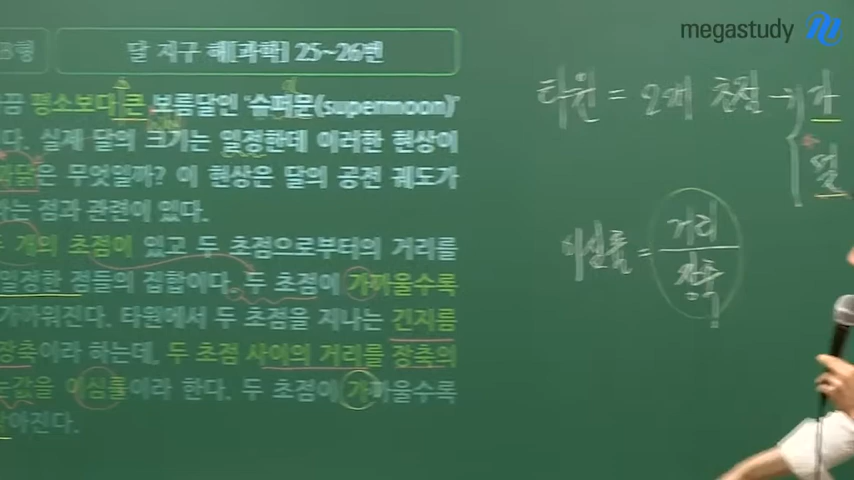 megastudy
B형
달 지구 해[과학] 25~26번
끔 평소보다 큰 보름달인 '슈퍼문(supermoon)'
다. 실제 달의 크기는 일정한데 이러한 현상이
은 무엇일까? 이 현상은 달의 공전 궤도가
하는 점과 관련이 있다.
개의 초점이 있고 두 초점으로부터의 거리를
일정한 점들의 집합이다. 두 초점이 가까울수록
가까워진다. 타원에서 두 초점을 지나는 긴지름
장축이라 하는데, 두 초점 사이의 거리를 장축의
눈값을 이심률이라 한다. 두 초점이 가까울수록
아진다.
타원 = 2개 초점
가
멀
이심률 = 거리
장축